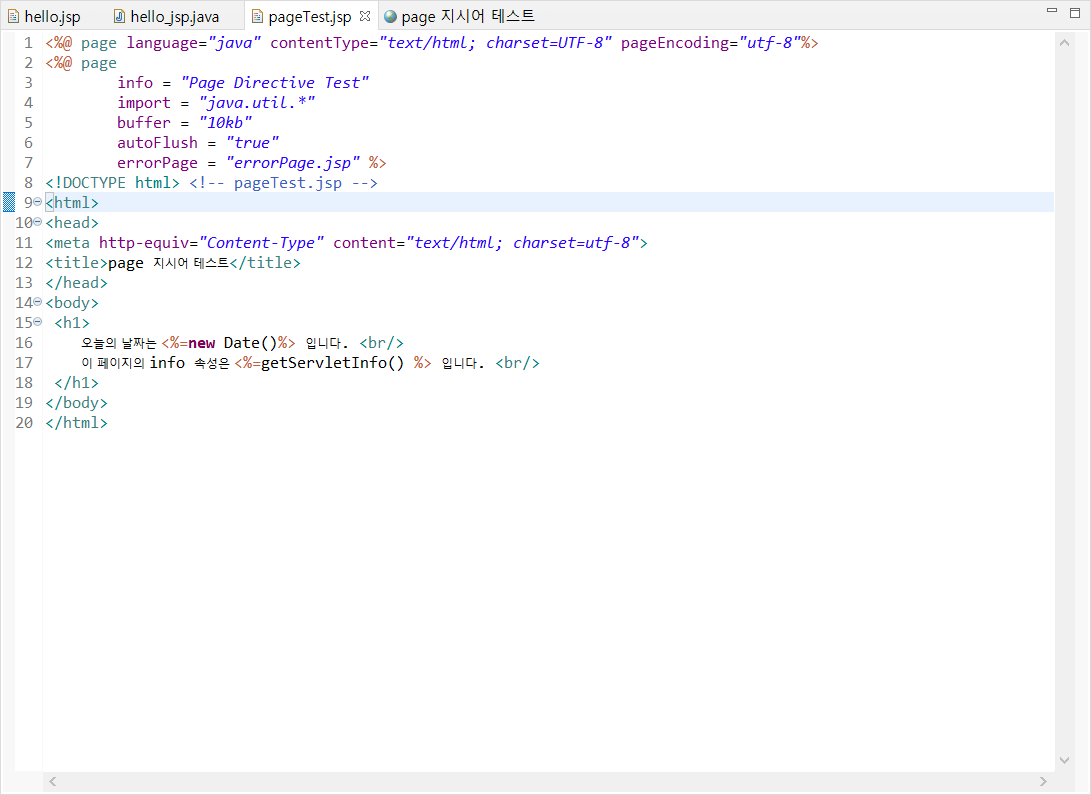 hello.jsp hello_jsp.java pageTest.jsp page 지시어 테스트
1 <%@ page language="java" contentType="text/html; charset=UTF-8" pageEncoding="utf-8"%>
2 <%@ page
3 info = "Page Directive Test"
4 import = "java.util.*"
5 buffer = "10kb"
6 autoFlush = "true"
7 errorPage = "errorPage.jsp" %>
8 <!DOCTYPE html> <!-- pageTest.jsp -->
9 <html>
10 <head>
11 <meta http-equiv="Content-Type" content="text/html; charset=utf-8">
12 <title>page 지시어 테스트</title>
13 </head>
14 <body>
15 <h1>
16 오늘의 날짜는 <%=new Date()%> 입니다. <br/>
17 이 페이지의 info 속성은 <%=getServletInfo() %> 입니다. <br/>
18 </h1>
19 </body>
20 </html>